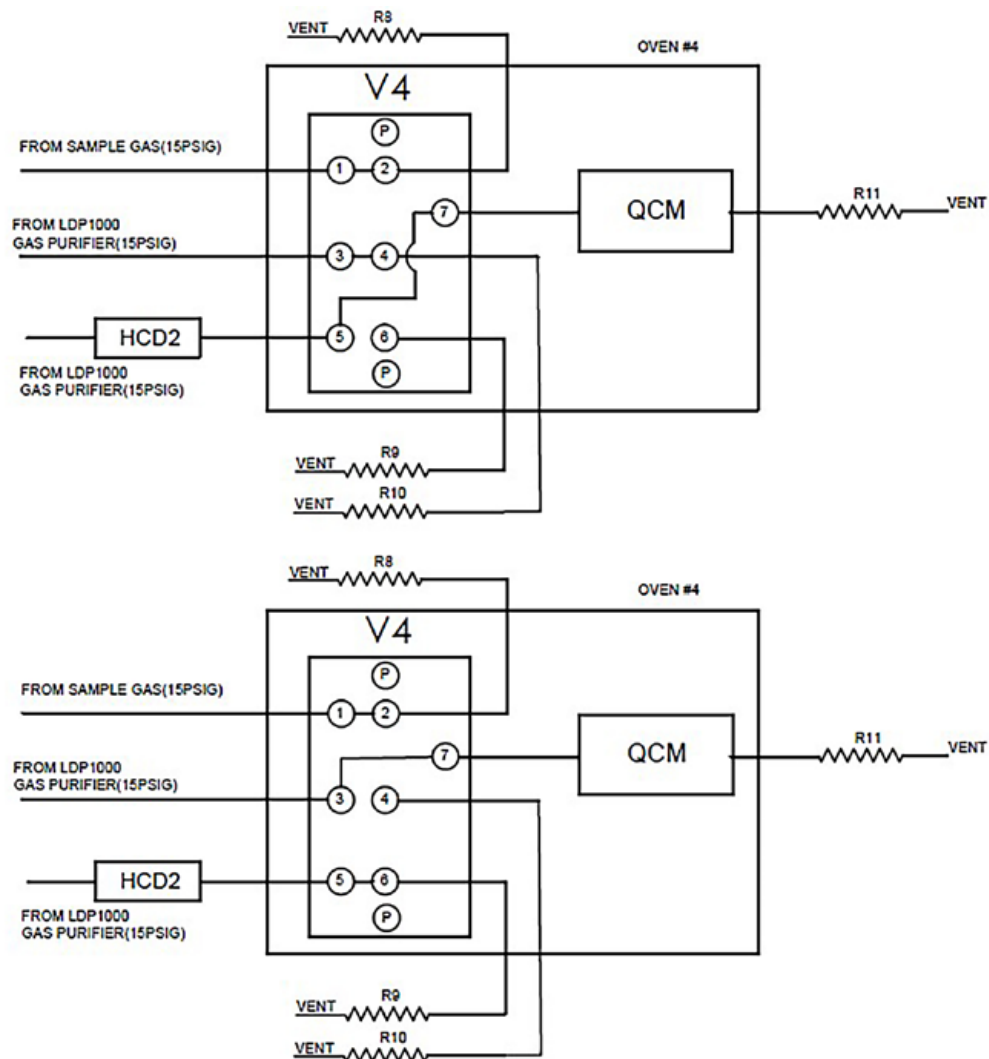 VENT R8
OVEN #4
V4
P
FROM SAMPLE GAS(15PSIG)
1 2
R11
7 QCM VENT
FROM LDP1000
GAS PURIFIER(15PSIG)
3 4
HCD2 5 6
FROM LDP1000
GAS PURIFIER(15PSIG)
P
VENT R9
VENT R10
VENT R8
OVEN #4
V4
P
FROM SAMPLE GAS(15PSIG)
1 2
R11
7 QCM VENT
FROM LDP1000
GAS PURIFIER(15PSIG)
3 4
HCD2 5 6
FROM LDP1000
GAS PURIFIER(15PSIG)
P
VENT R9
VENT R10